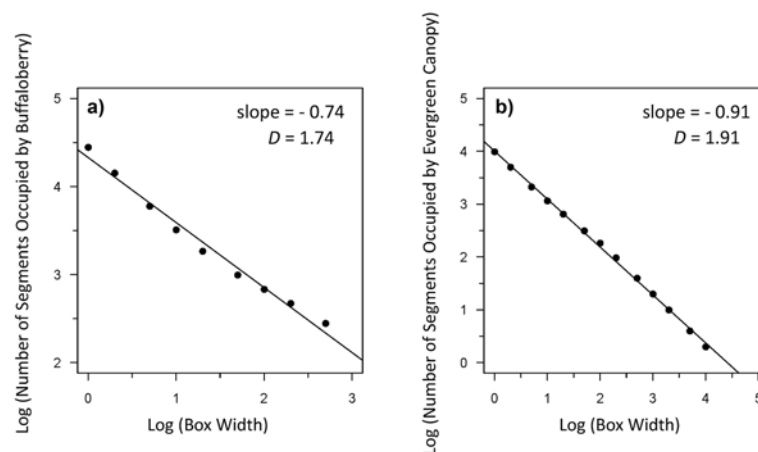 a)
slope = - 0.74
D = 1.74
Log (Number of Segments Occupied by Buffaloberry)
5
4
3
2
0
1
2
3
Log (Box Width)
b)
slope = - 0.91
D = 1.91
Log (Number of Segments Occupied by Evergreen Canopy)
5
4
3
2
1
0
0
1
2
3
4
5
Log (Box Width)